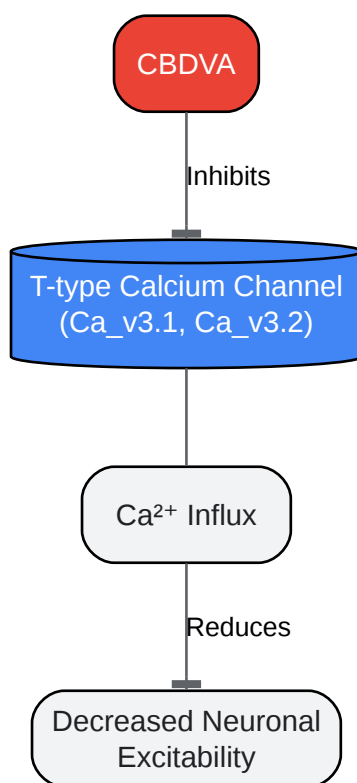 CBDVA
Inhibits
T-type Calcium Channel
(Ca_v3.1, Ca_v3.2)
Ca²⁺ Influx
Reduces
Decreased Neuronal
Excitability